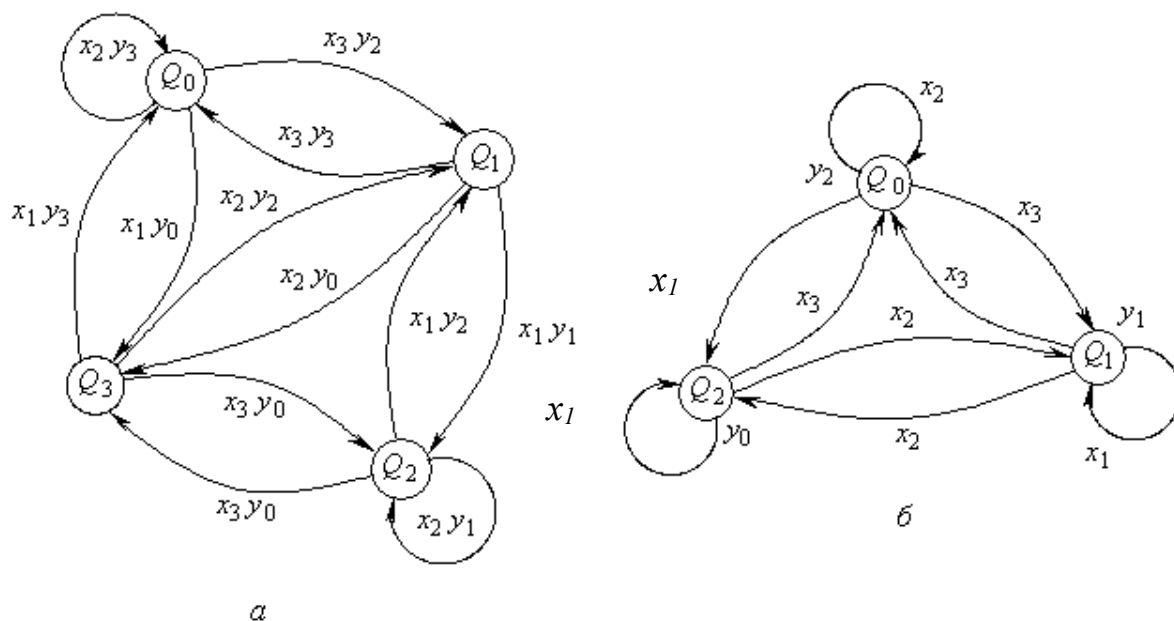 x₂ y₃
Q₀
x₃ y₂
x₃ y₃
Q₁
x₁ y₃
x₁ y₀
x₂ y₂
x₂ y₀
x₁ y₂
x₁ y₁
Q₃
x₃ y₀
Q₂
x₃ y₀
x₂ y₁
а
x₂
y₂
Q₀
x₃
x₁
x₃
x₃
x₂
y₁
Q₁
Q₂
y₀
x₁
x₂
x₁
б